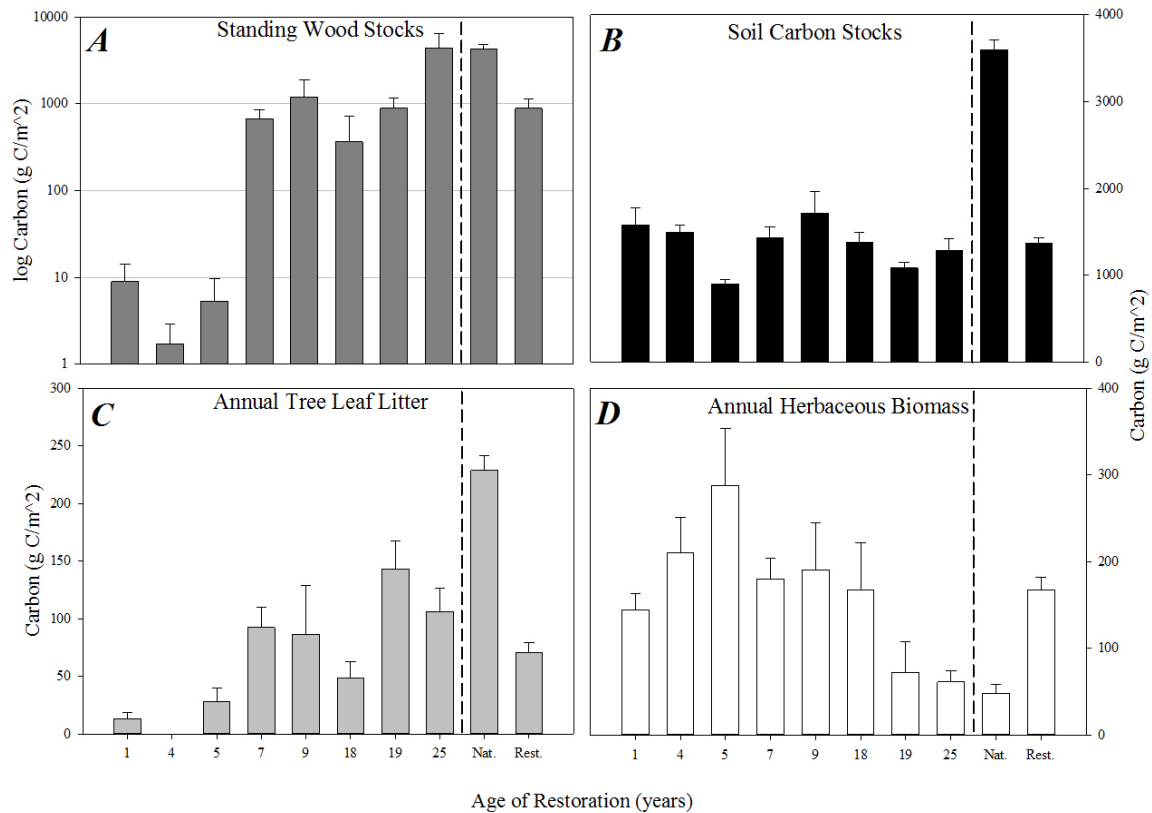 A
Standing Wood Stocks
10000
1000
100
10
1
log Carbon (g C/m^2)
B
Soil Carbon Stocks
4000
3000
2000
1000
0
C
Annual Tree Leaf Litter
300
250
200
150
100
50
0
Carbon (g C/m^2)
1 4 5 7 9 18 19 25 Nat. Rest.
D
Annual Herbaceous Biomass
400
300
200
100
0
Carbon (g C/m^2)
1 4 5 7 9 18 19 25 Nat. Rest.
Age of Restoration (years)